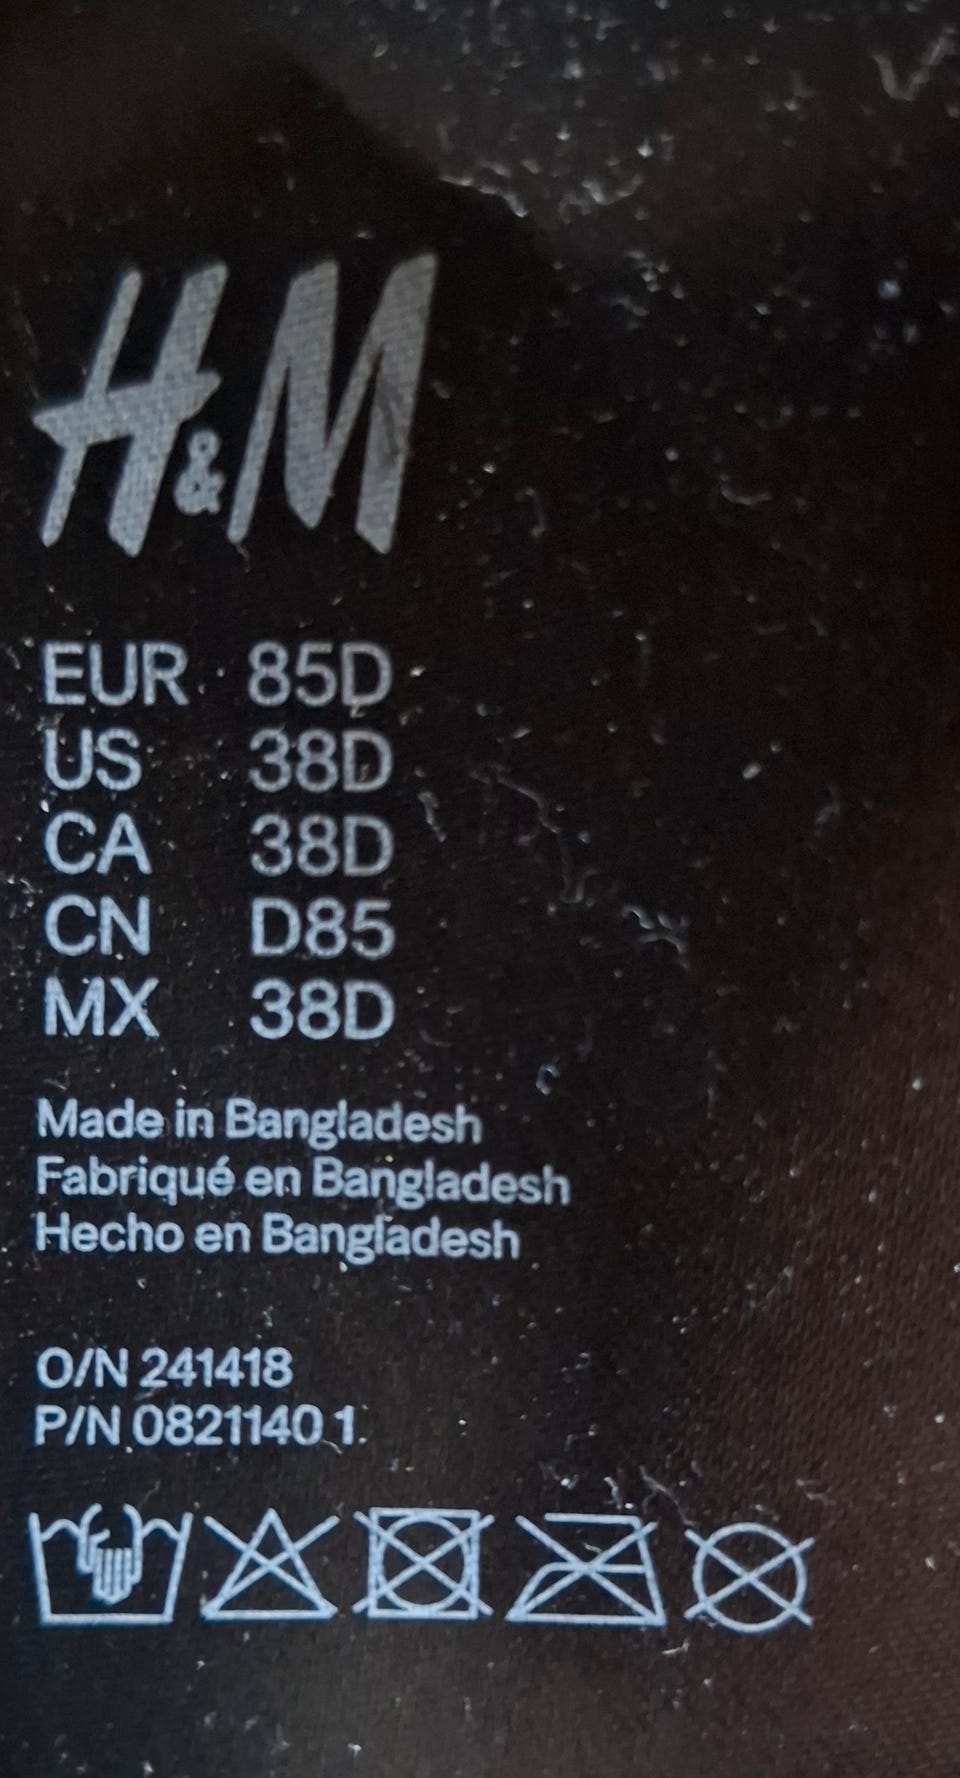 H&M
EUR 85D
US 38D
CA 38D
CN D85
MX 38D
Made in Bangladesh
Fabriqué en Bangladesh
Hecho en Bangladesh
O/N 241418
P/N 0821140 1